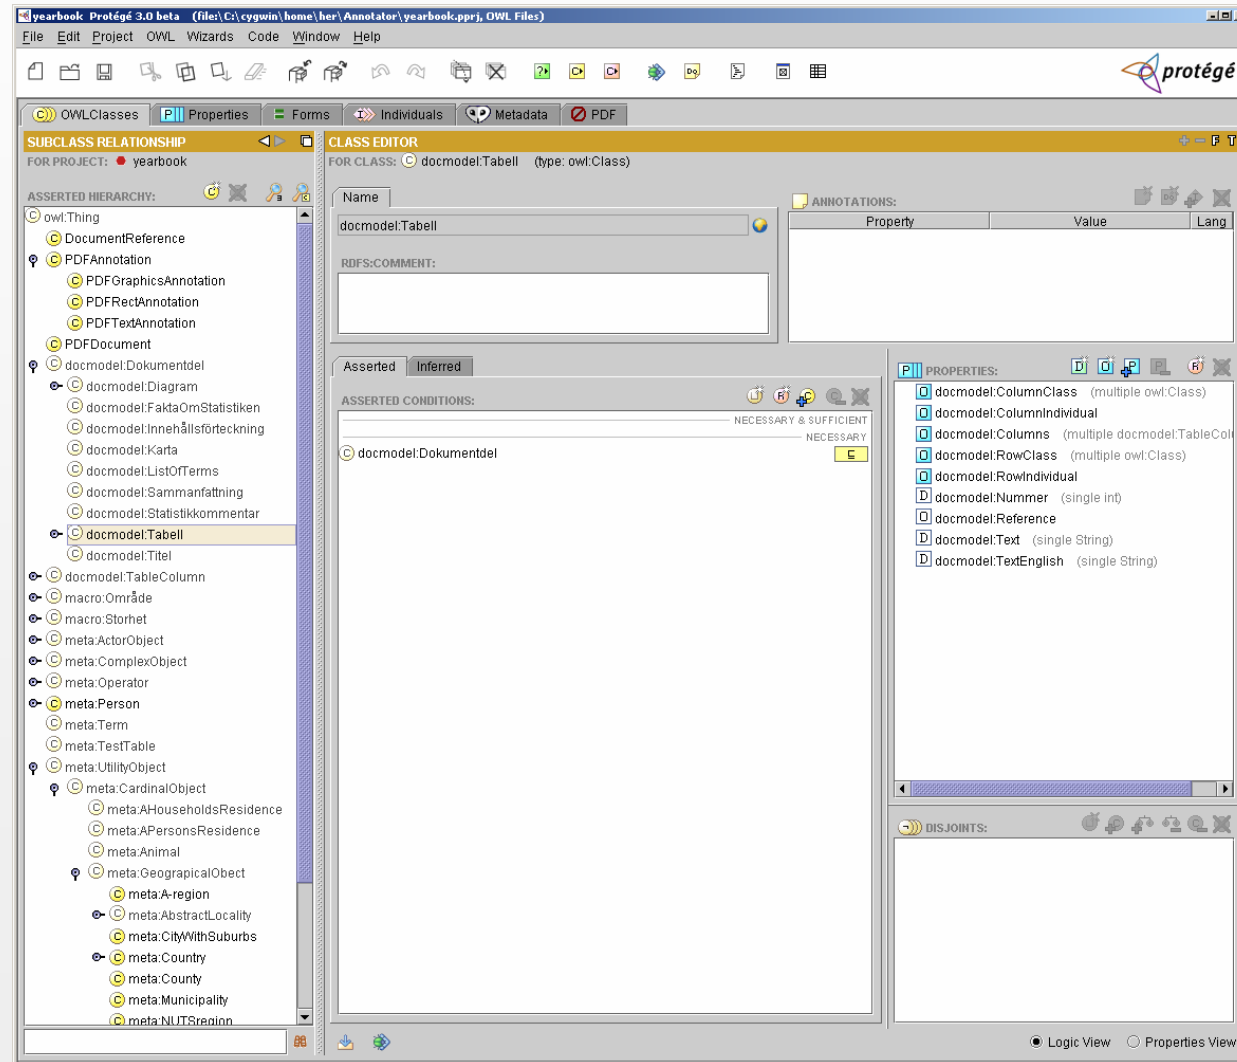 yearbook Protégé 3.0 beta (file:\C:\cygwin\home\her\Annotator\yearbook.pprj, OWL Files)
File Edit Project OWL Wizards Code Window Help
protégé
OWLClasses Properties Forms Individuals Metadata PDF
SUBCLASS RELATIONSHIP
FOR PROJECT: yearbook
ASSERTED HIERARCHY:
owl:Thing
DocumentReference
PDFAnnotation
PDFGraphicsAnnotation
PDFRectAnnotation
PDFTextAnnotation
PDFDocument
docmodel:Dokumentdel
docmodel:Diagram
docmodel:FaktaOmStatistiken
docmodel:Innehållsförteckning
docmodel:Karta
docmodel:ListOfTerms
docmodel:Sammanfattning
docmodel:Statistikkommentar
docmodel:Tabell
docmodel:Titel
docmodel:TableColumn
macro:Område
macro:Storhet
meta:ActorObject
meta:ComplexObject
meta:Operator
meta:Person
meta:Term
meta:TestTable
meta:UtilityObject
meta:CardinalObject
meta:AHouseholdsResidence
meta:APersonsResidence
meta:Animal
meta:GeograpicalObect
meta:A-region
meta:AbstractLocality
meta:CityWithSuburbs
meta:Country
meta:County
meta:Municipality
meta:NUTSregion
CLASS EDITOR
F T
FOR CLASS: docmodel:Tabell (type: owl:Class)
Name
docmodel:Tabell
RDFS:COMMENT:
ANNOTATIONS:
Property Value Lang
Asserted Inferred
ASSERTED CONDITIONS:
NECESSARY & SUFFICIENT
NECESSARY
docmodel:Dokumentdel
PROPERTIES:
docmodel:ColumnClass (multiple owl:Class)
docmodel:ColumnIndividual
docmodel:Columns (multiple docmodel:TableColu
docmodel:RowClass (multiple owl:Class)
docmodel:RowIndividual
docmodel:Nummer (single int)
docmodel:Reference
docmodel:Text (single String)
docmodel:TextEnglish (single String)
DISJOINTS:
Logic View Properties View